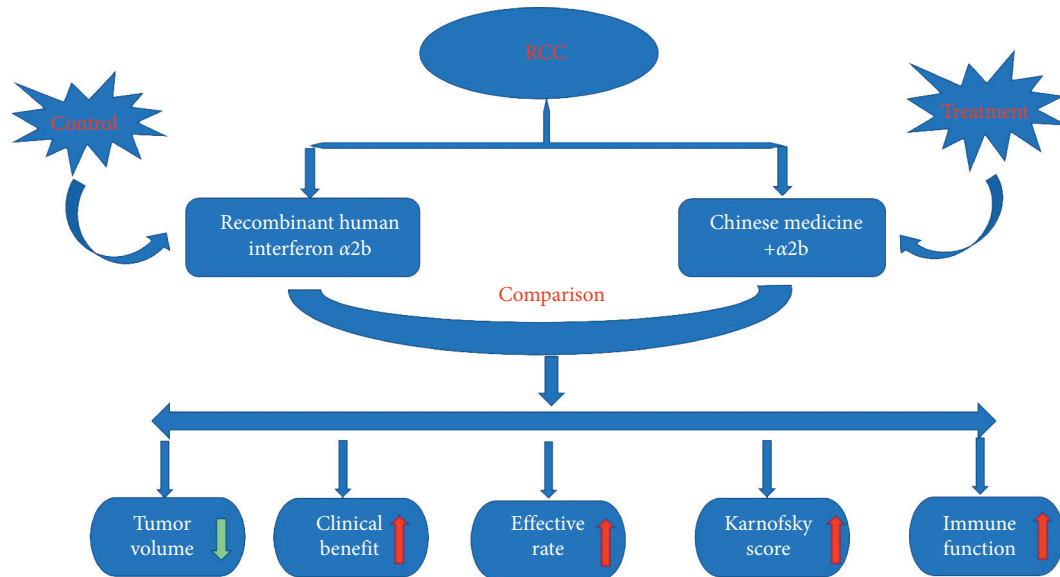 RCC
Control
Treatment
Recombinant human
interferon α2b
Chinese medicine
+α2b
Comparison
Tumor
volume
Clinical
benefit
Effective
rate
Karnofsky
score
Immune
function